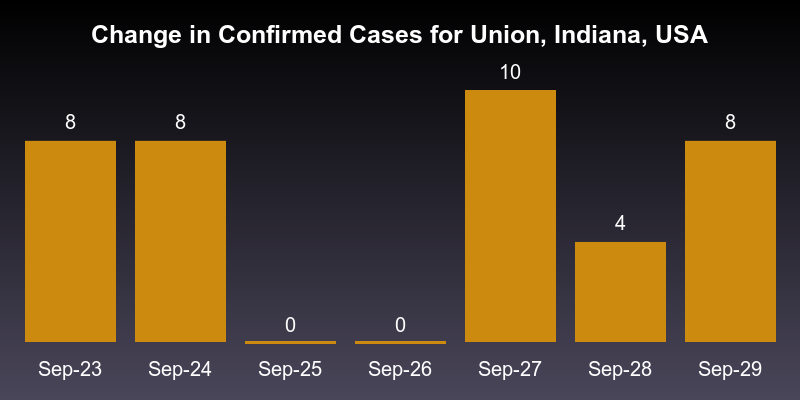 Change in Confirmed Cases for Union, Indiana, USA
10
8 8 8
4
0 0
Sep-23 Sep-24 Sep-25 Sep-26 Sep-27 Sep-28 Sep-29